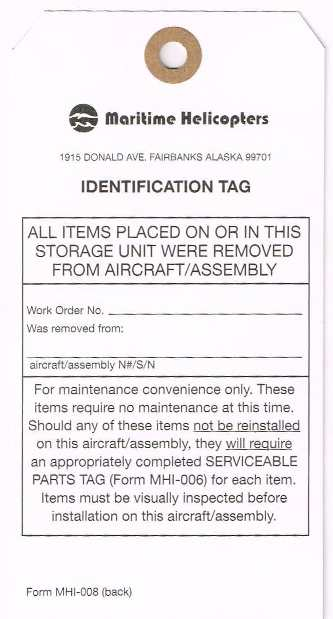 Maritime Helicopters
1915 DONALD AVE. FAIRBANKS ALASKA 99701
IDENTIFICATION TAG
ALL ITEMS PLACED ON OR IN THIS
STORAGE UNIT WERE REMOVED
FROM AIRCRAFT/ASSEMBLY
Work Order No.
Was removed from:
aircraft/assembly N#/S/N
For maintenance convenience only. These
items require no maintenance at this time.
Should any of these items not be reinstalled
on this aircraft/assembly, they will require
an appropriately completed SERVICEABLE
PARTS TAG (Form MHI-006) for each item.
Items must be visually inspected before
installation on this aircraft/assembly.
Form MHI-008 (back)